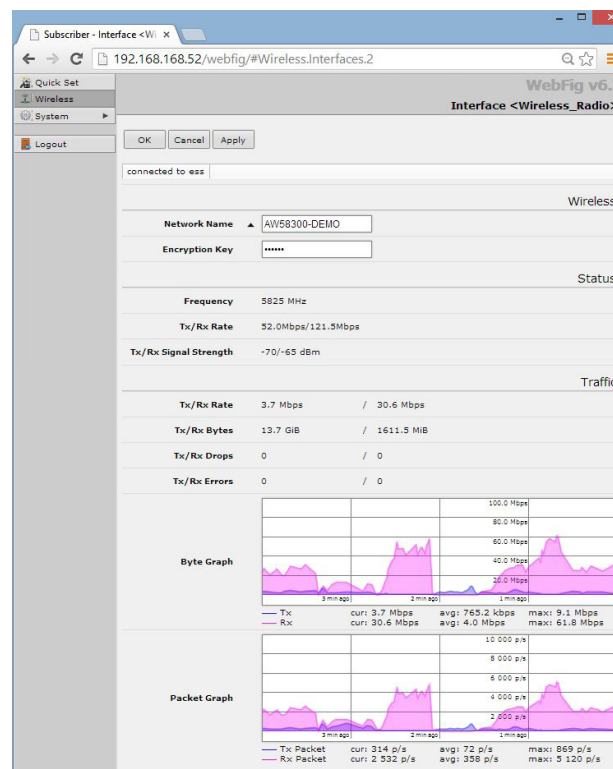 Subscriber - Interface <Wi ×
192.168.168.52/webfig/#Wireless.Interfaces.2
Quick Set
Wireless
System
Logout
WebFig v6.
Interface <Wireless_Radio>
OK Cancel Apply
connected to ess
Wireless
Network Name AW58300-DEMO
Encryption Key ••••••
Status
Frequency 5825 MHz
Tx/Rx Rate 52.0Mbps/121.5Mbps
Tx/Rx Signal Strength -70/-65 dBm
Traffic
Tx/Rx Rate 3.7 Mbps / 30.6 Mbps
Tx/Rx Bytes 13.7 GiB / 1611.5 MiB
Tx/Rx Drops 0 / 0
Tx/Rx Errors 0 / 0
Byte Graph
100.0 Mbps
80.0 Mbps
60.0 Mbps
40.0 Mbps
20.0 Mbps
3 min ago 2 min ago 1 min ago
Tx cur: 3.7 Mbps avg: 765.2 kbps max: 9.1 Mbps
Rx cur: 30.6 Mbps avg: 4.0 Mbps max: 61.8 Mbps
Packet Graph
10 000 p/s
8 000 p/s
6 000 p/s
4 000 p/s
2 000 p/s
3 min ago 2 min ago 1 min ago
Tx Packet cur: 314 p/s avg: 72 p/s max: 869 p/s
Rx Packet cur: 2 532 p/s avg: 358 p/s max: 5 120 p/s